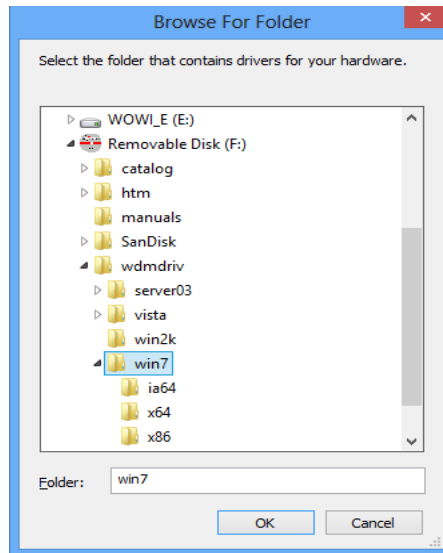 Browse For Folder
Select the folder that contains drivers for your hardware.
WOWI_E (E:)
Removable Disk (F:)
catalog
htm
manuals
SanDisk
wdmdriv
server03
vista
win2k
win7
ia64
x64
x86
Folder: win7
OK Cancel